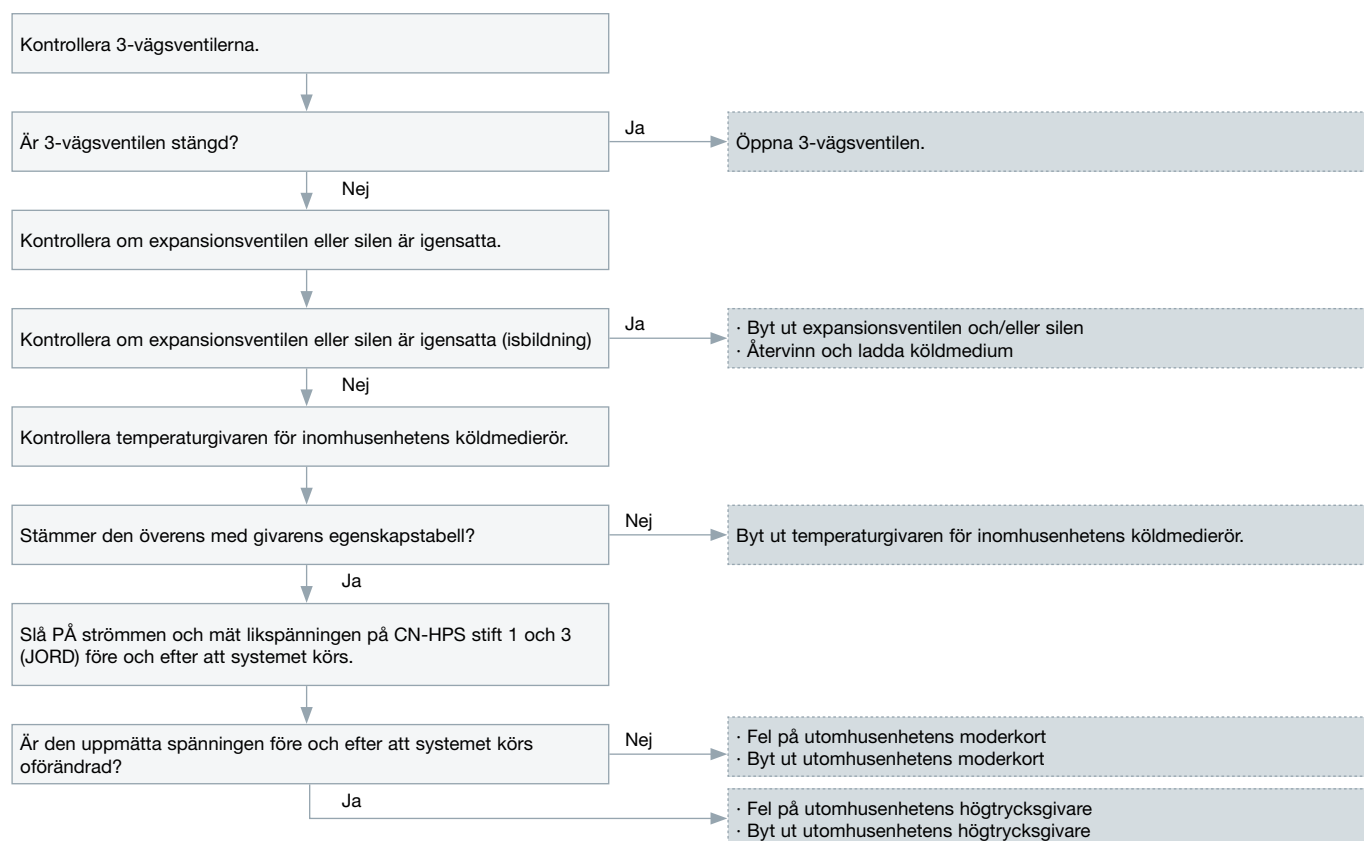 Kontrollera 3-vägsventilerna.
Är 3-vägsventilen stängd?
Ja
Öppna 3-vägsventilen.
Nej
Kontrollera om expansionsventilen eller silen är igensatta.
Kontrollera om expansionsventilen eller silen är igensatta (isbildning)
Ja
· Byt ut expansionsventilen och/eller silen
· Återvinn och ladda köldmedium
Nej
Kontrollera temperaturgivaren för inomhusenhetens köldmedierör.
Stämmer den överens med givarens egenskapstabell?
Nej
Byt ut temperaturgivaren för inomhusenhetens köldmedierör.
Ja
Slå PÅ strömmen och mät likspänningen på CN-HPS stift 1 och 3
(JORD) före och efter att systemet körs.
Är den uppmätta spänningen före och efter att systemet körs
oförändrad?
Nej
· Fel på utomhusenhetens moderkort
· Byt ut utomhusenhetens moderkort
Ja
· Fel på utomhusenhetens högtrycksgivare
· Byt ut utomhusenhetens högtrycksgivare